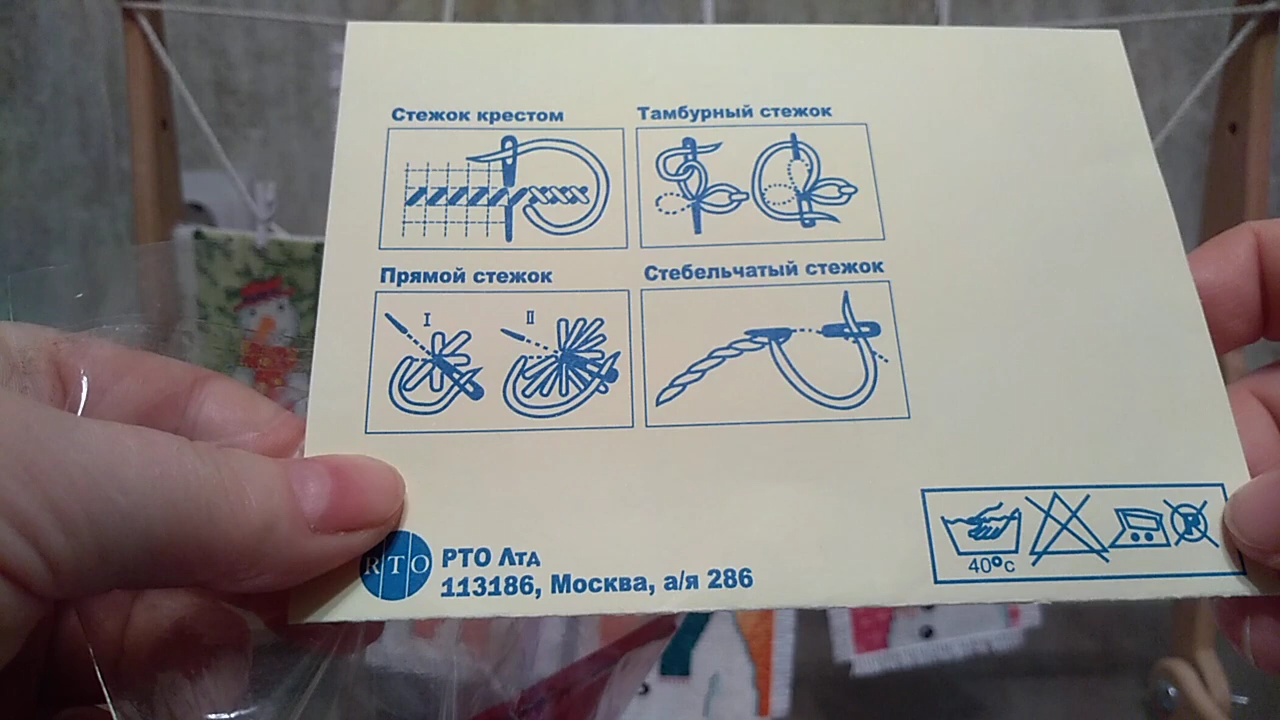 Стежок крестом
Тамбурный стежок
Прямой стежок
I
II
Стебельчатый стежок
RTO
РТО Лтд
113186, Москва, а/я 286
40°c